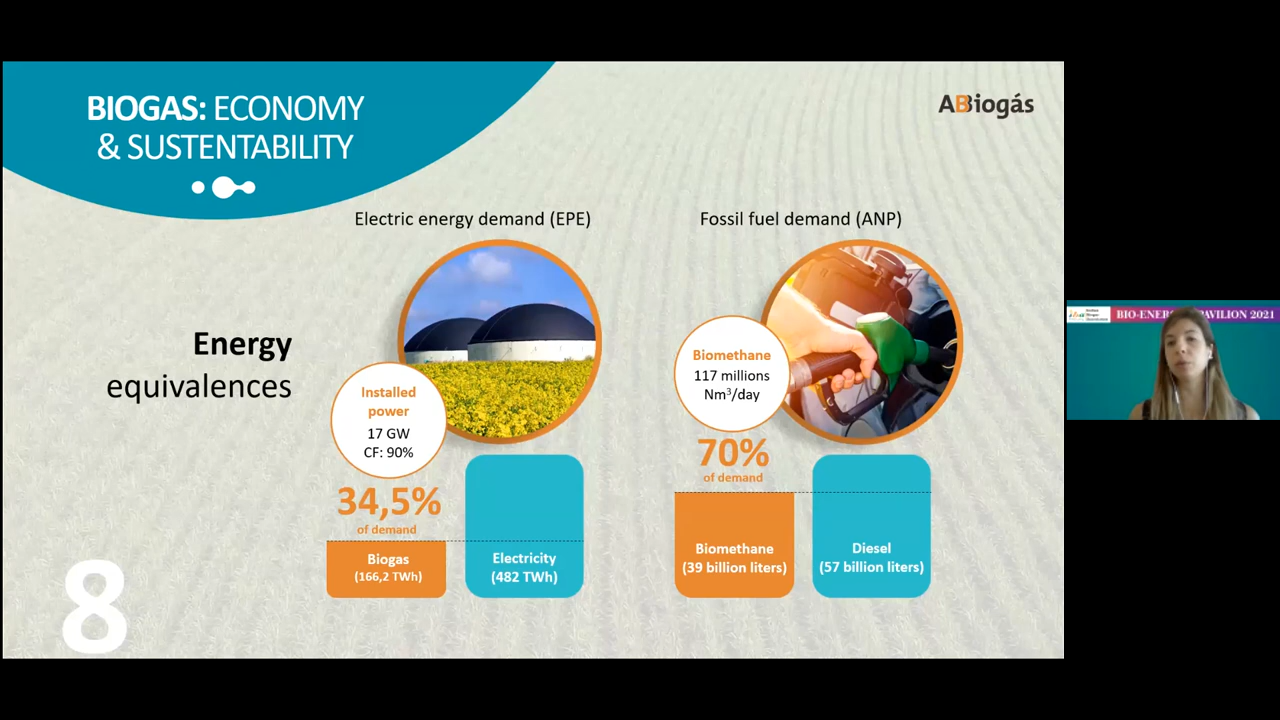 BIOGAS: ECONOMY
& SUSTENTABILITY
ABiogás
Electric energy demand (EPE)
Fossil fuel demand (ANP)
Energy
equivalences
Installed
power
17 GW
CF: 90%
34,5%
of demand
Biogas
(166,2 TWh)
Electricity
(482 TWh)
Biomethane
117 millions
Nm³/day
70%
of demand
Biomethane
(39 billion liters)
Diesel
(57 billion liters)
8
BIO-ENER
PAVILION 2021